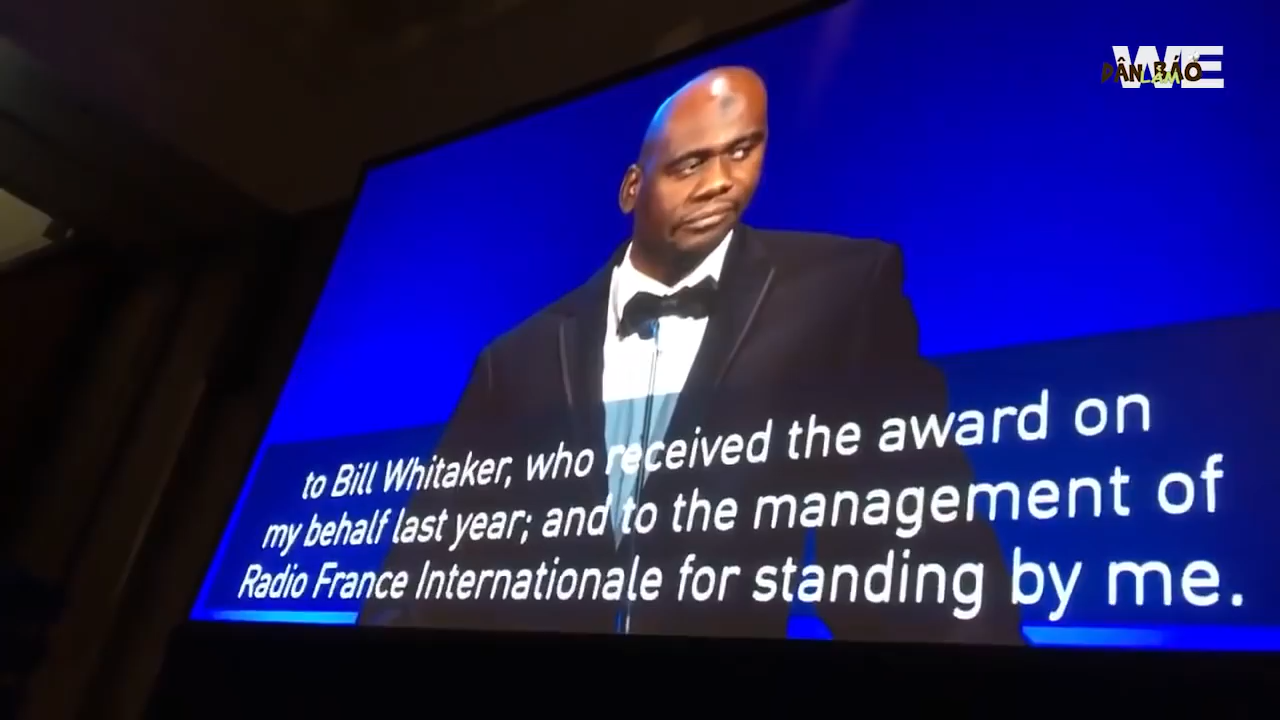 WE
DÂN LÀM BÁO
to Bill Whitaker, who received the award on
my behalf last year; and to the management of
Radio France Internationale for standing by me.